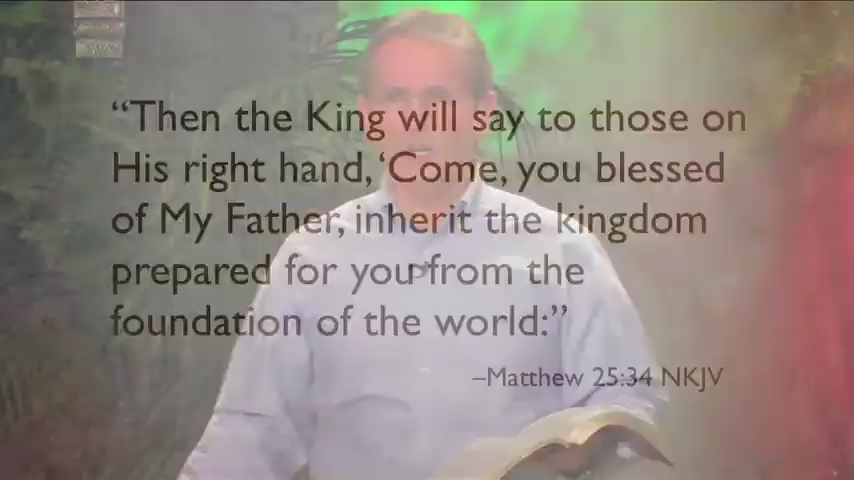 “Then the King will say to those on
His right hand, ‘Come, you blessed
of My Father, inherit the kingdom
prepared for you from the
foundation of the world:”
–Matthew 25:34 NKJV